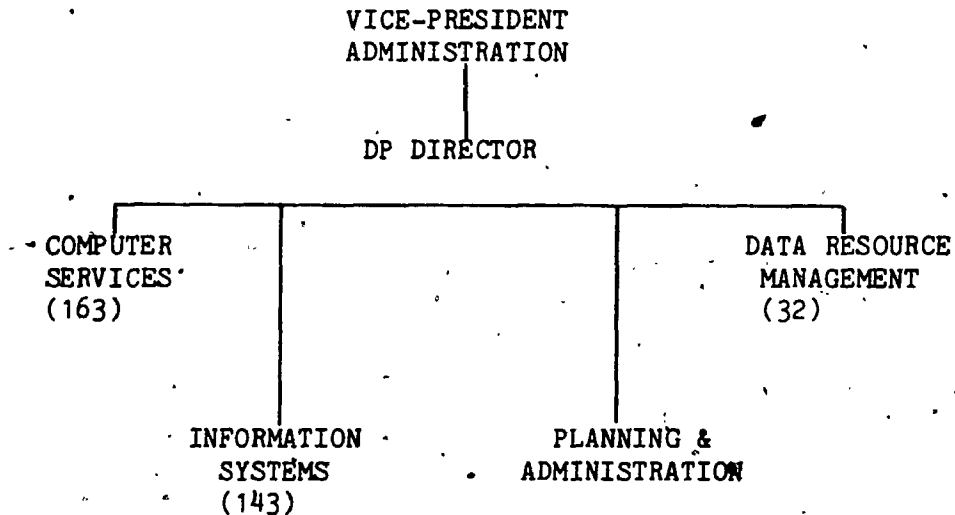 VICE-PRESIDENT
ADMINISTRATION
DP DIRECTOR
COMPUTER
SERVICES
(163)
DATA RESOURCE
MANAGEMENT
(32)
INFORMATION
SYSTEMS
(143)
PLANNING &
ADMINISTRATION